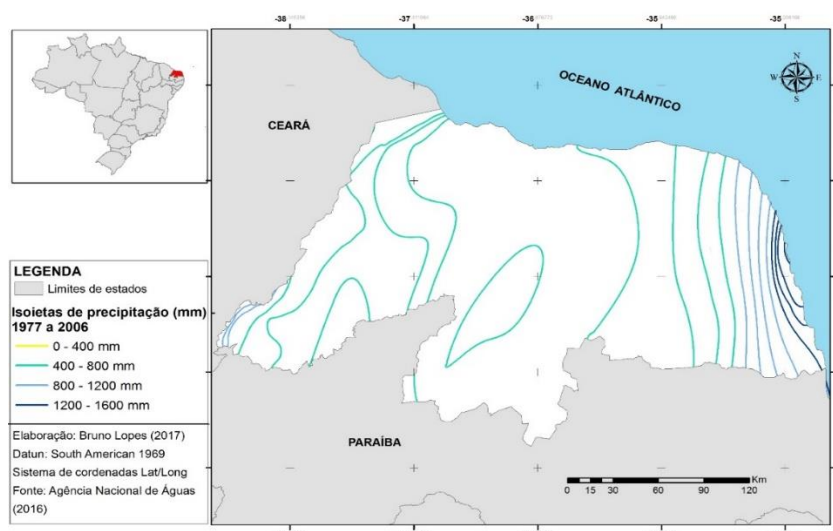 -38
-37
-36
-35
-35
CEARÁ
OCEANO ATLÂNTICO
N
W
E
S
PARAÍBA
Km
0 15 30 60 90 120
LEGENDA
Limites de estados
Isoietas de precipitação (mm)
1977 a 2006
0 - 400 mm
400 - 800 mm
800 - 1200 mm
1200 - 1600 mm
Elaboração: Bruno Lopes (2017)
Datun: South American 1969
Sistema de cordenadas Lat/Long
Fonte: Agência Nacional de Águas
(2016)